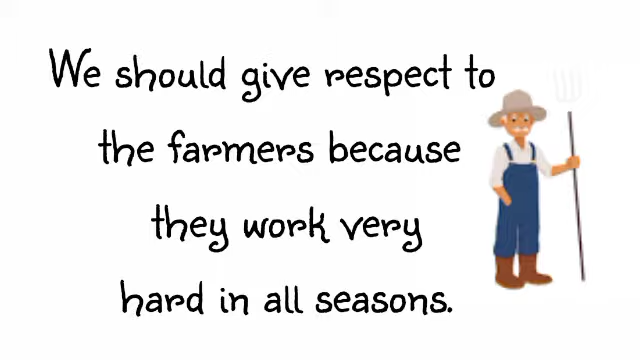 We should give respect to
the farmers because
they work very
hard in all seasons.